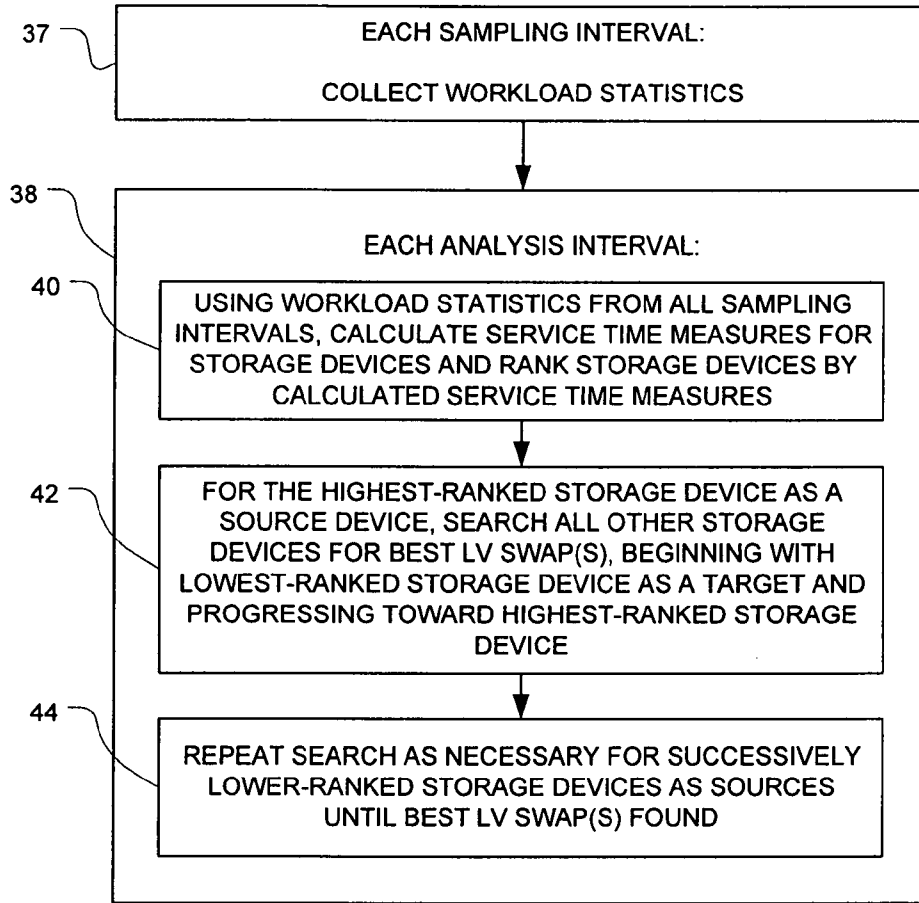 37
EACH SAMPLING INTERVAL:
COLLECT WORKLOAD STATISTICS
38
EACH ANALYSIS INTERVAL:
40
USING WORKLOAD STATISTICS FROM ALL SAMPLING
INTERVALS, CALCULATE SERVICE TIME MEASURES FOR
STORAGE DEVICES AND RANK STORAGE DEVICES BY
CALCULATED SERVICE TIME MEASURES
42
FOR THE HIGHEST-RANKED STORAGE DEVICE AS A
SOURCE DEVICE, SEARCH ALL OTHER STORAGE
DEVICES FOR BEST LV SWAP(S), BEGINNING WITH
LOWEST-RANKED STORAGE DEVICE AS A TARGET AND
PROGRESSING TOWARD HIGHEST-RANKED STORAGE
DEVICE
44
REPEAT SEARCH AS NECESSARY FOR SUCCESSIVELY
LOWER-RANKED STORAGE DEVICES AS SOURCES
UNTIL BEST LV SWAP(S) FOUND